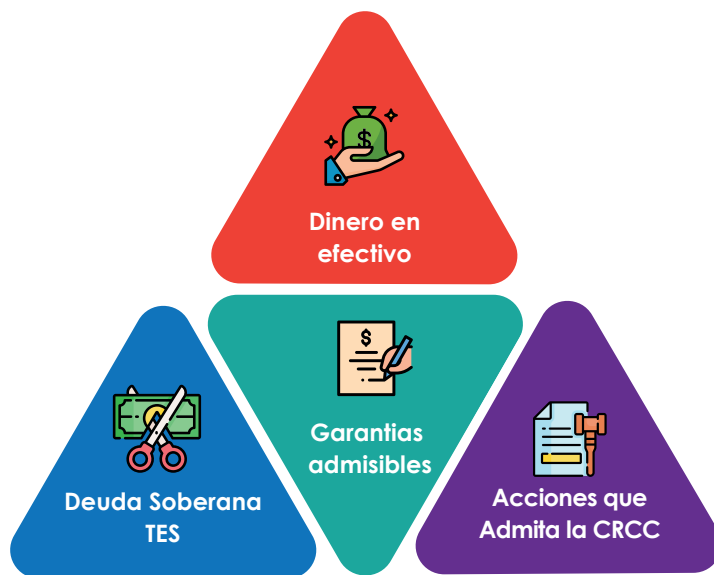 $
Dinero en
efectivo
$
Garantias
admisibles
Deuda Soberana
TES
Acciones que
Admita la CRCC